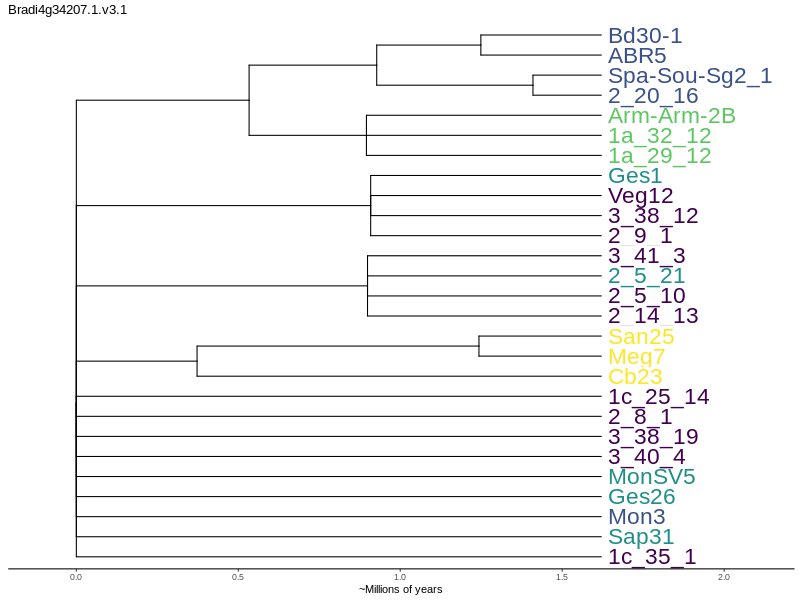 Bradi4g34207.1.v3.1
Bd30-1
ABR5
Spa-Sou-Sg2_1
2_20_16
Arm-Arm-2B
1a_32_12
1a_29_12
Ges1
Veg12
3_38_12
2_9_1
3_41_3
2_5_21
2_5_10
2_14_13
San25
Meg7
Cb23
1c_25_14
2_8_1
3_38_19
3_40_4
MonSV5
Ges26
Mon3
Sap31
1c_35_1
0.0 0.5 1.0 1.5 2.0
~Millions of years